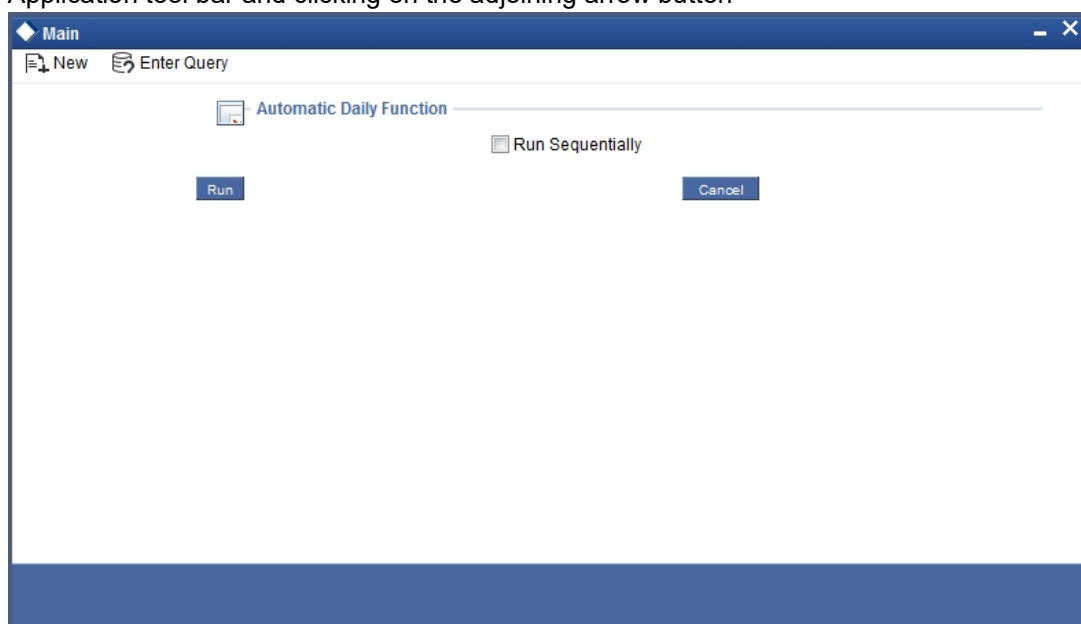 Application tool bar and clicking on the adjoining arrow button
Main
New Enter Query
Automatic Daily Function
Run Sequentially
Run Cancel